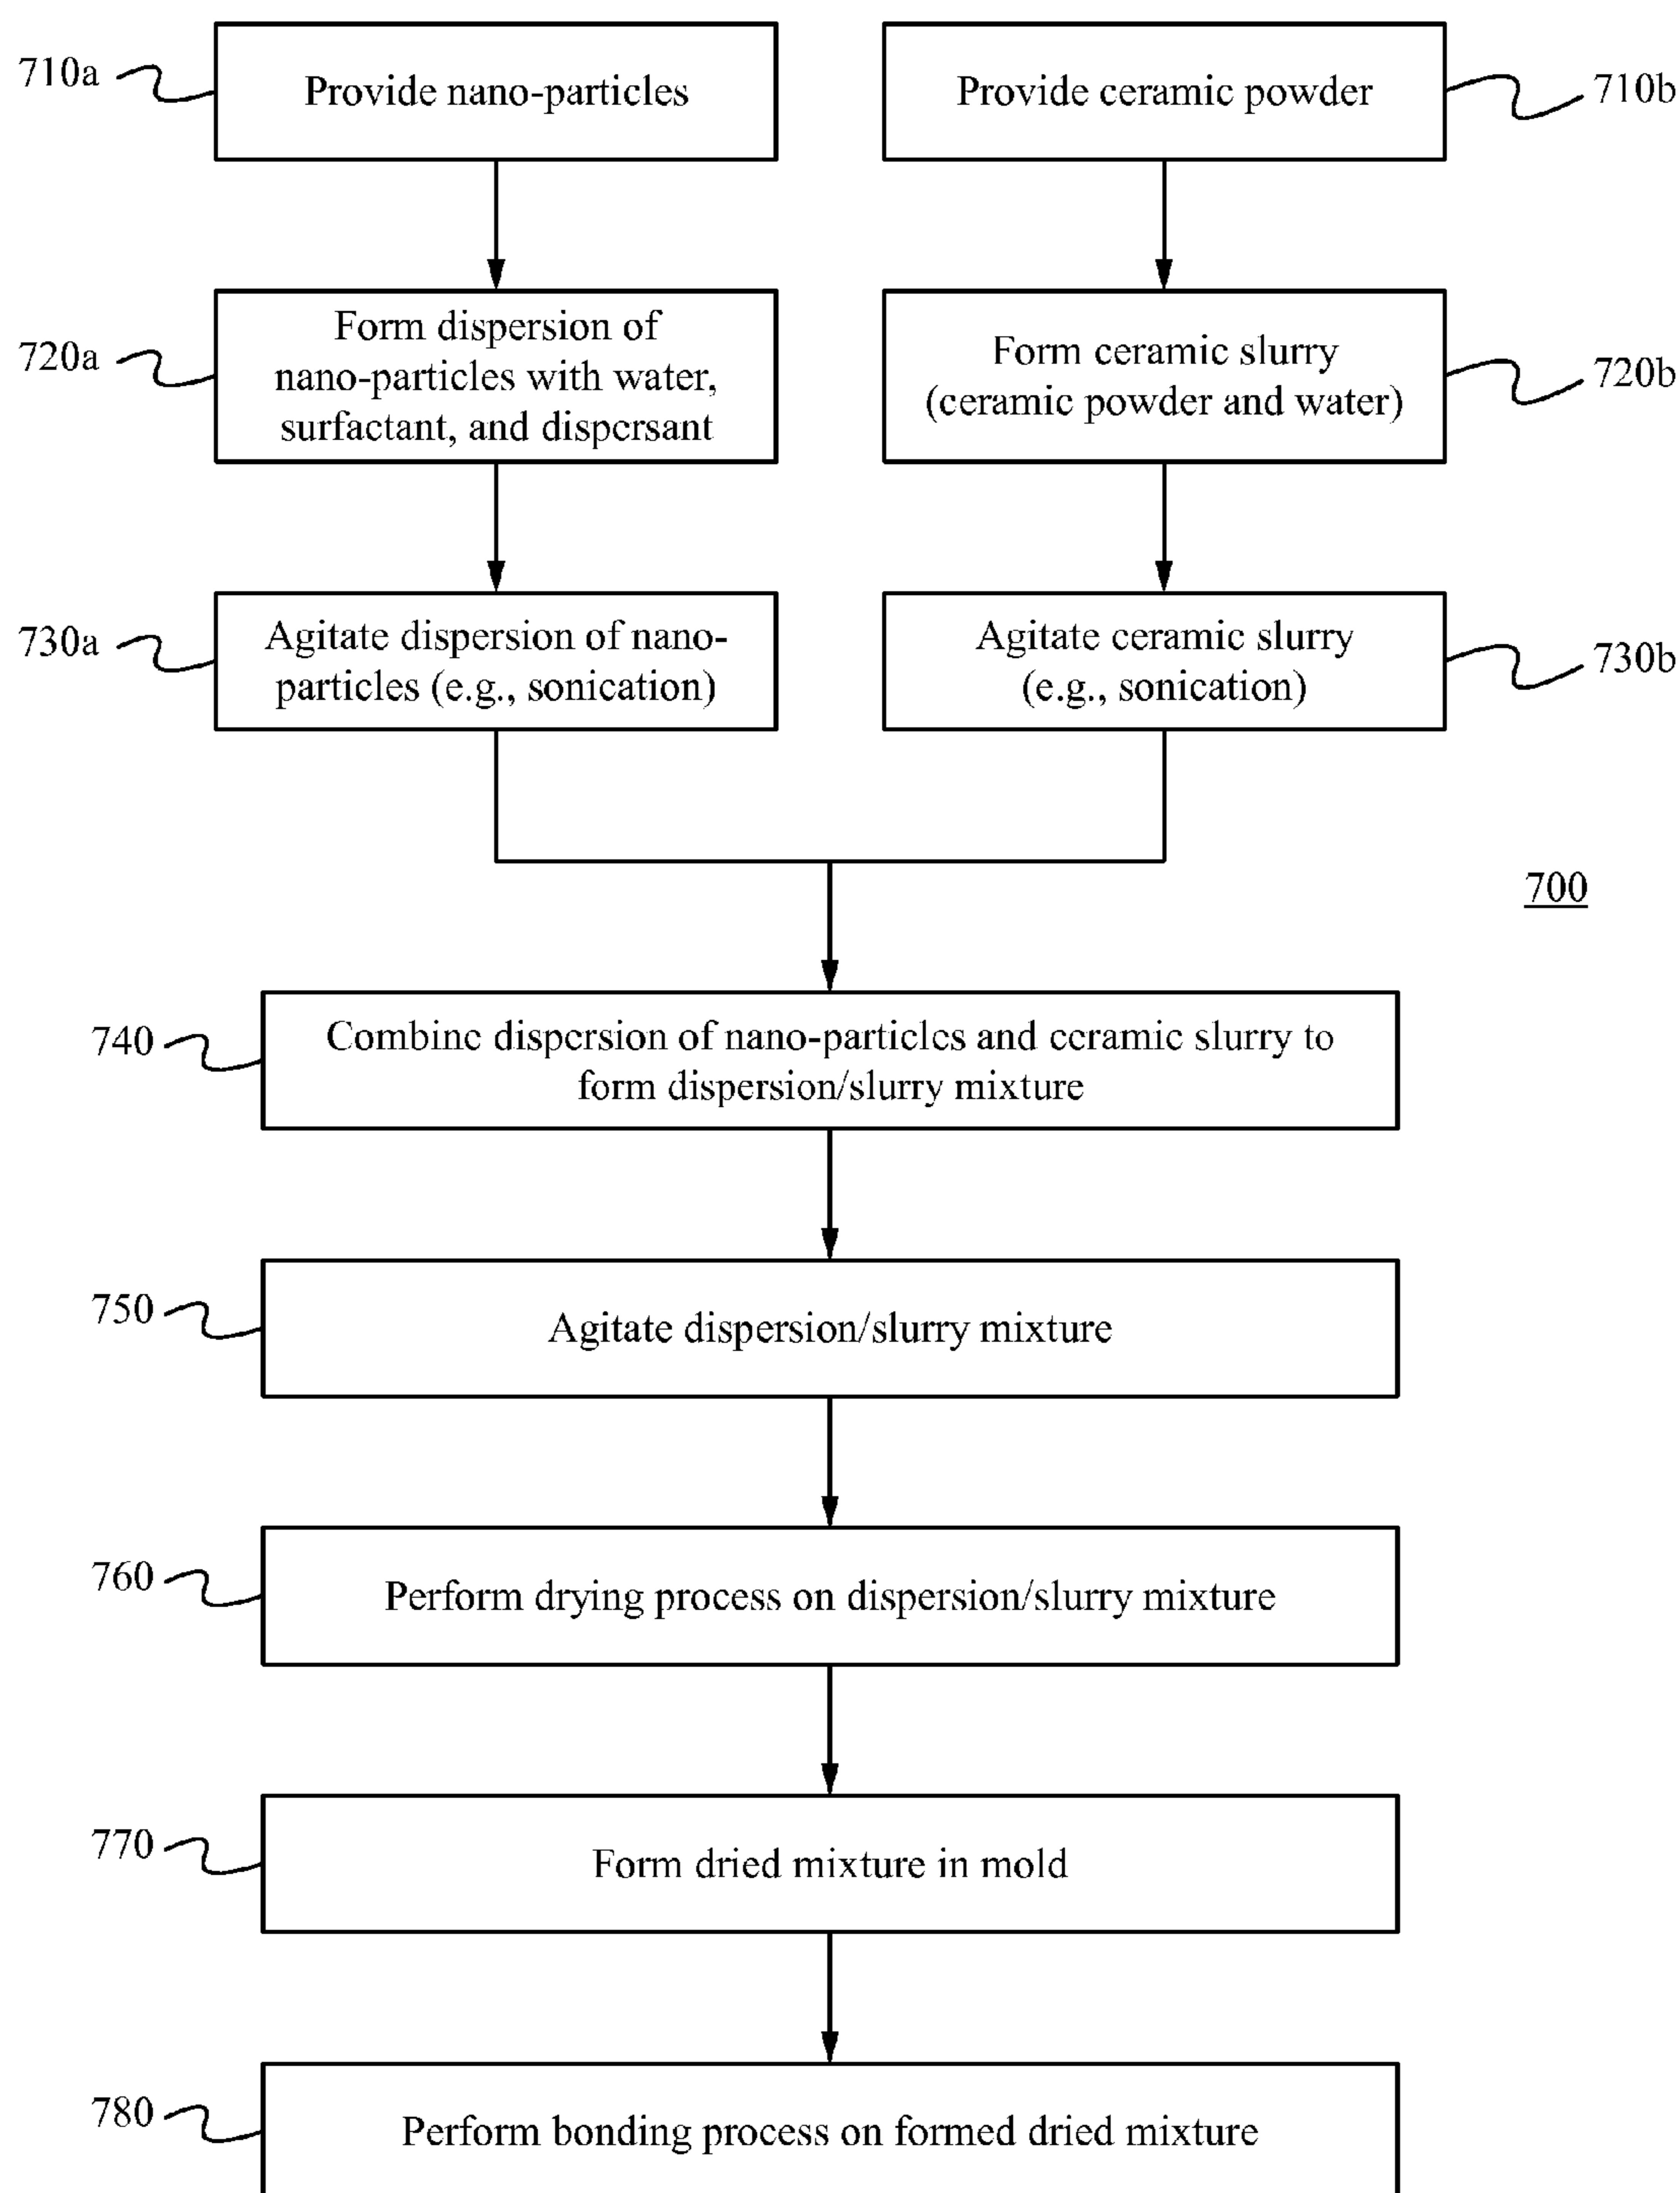 710a
Provide nano-particles
Provide ceramic powder
710b
720a
Form dispersion of
nano-particles with water,
surfactant, and dispersant
Form ceramic slurry
(ceramic powder and water)
720b
730a
Agitate dispersion of nano-
particles (e.g., sonication)
Agitate ceramic slurry
(e.g., sonication)
730b
700
740
Combine dispersion of nano-particles and ceramic slurry to
form dispersion/slurry mixture
750
Agitate dispersion/slurry mixture
760
Perform drying process on dispersion/slurry mixture
770
Form dried mixture in mold
780
Perform bonding process on formed dried mixture